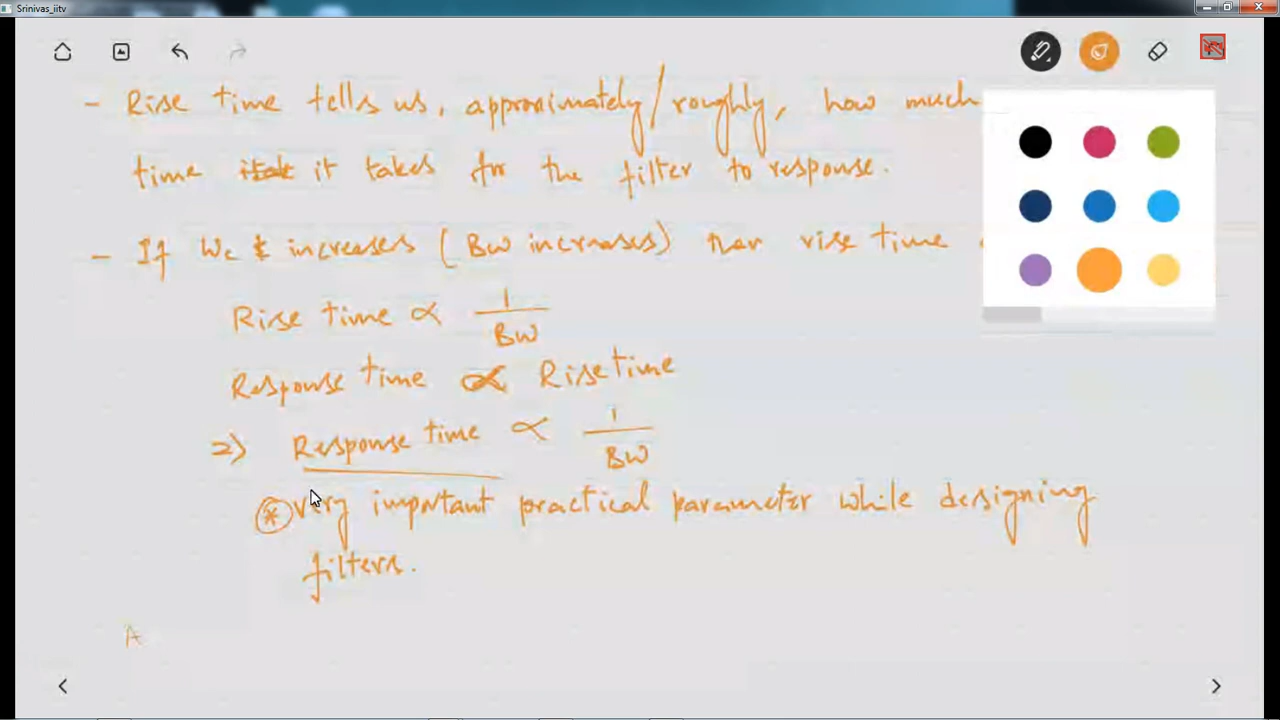 Srinivas_iitv
- Rise time tells us, approximately/roughly, how much
time it takes for the filter to response.
- If Wc increases (BW increases) then rise time
Rise time ∝ 1/BW
Response time ∝ Rise time
=> Response time ∝ 1/BW
* very important practical parameter while designing
filters.
A